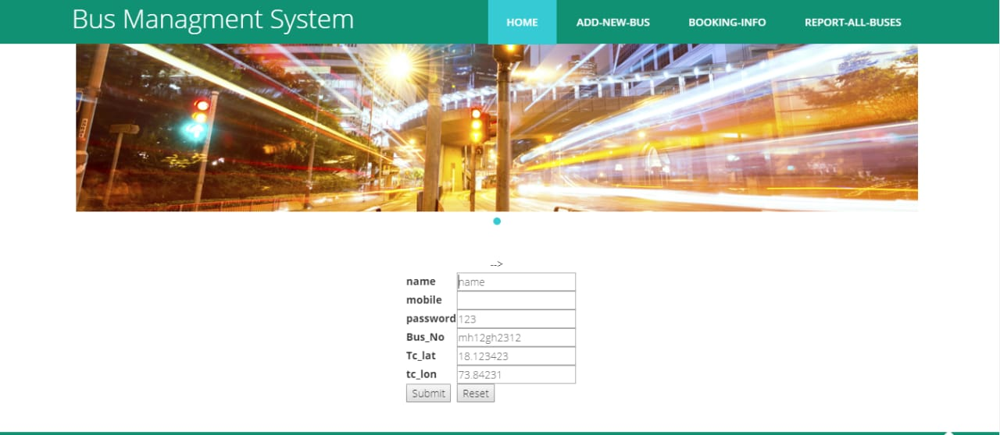 Bus Managment System
HOME ADD-NEW-BUS BOOKING-INFO REPORT-ALL-BUSES
-->
name name
mobile
password 123
Bus_No mh12gh2312
Tc_lat 18.123423
tc_lon 73.84231
Submit Reset